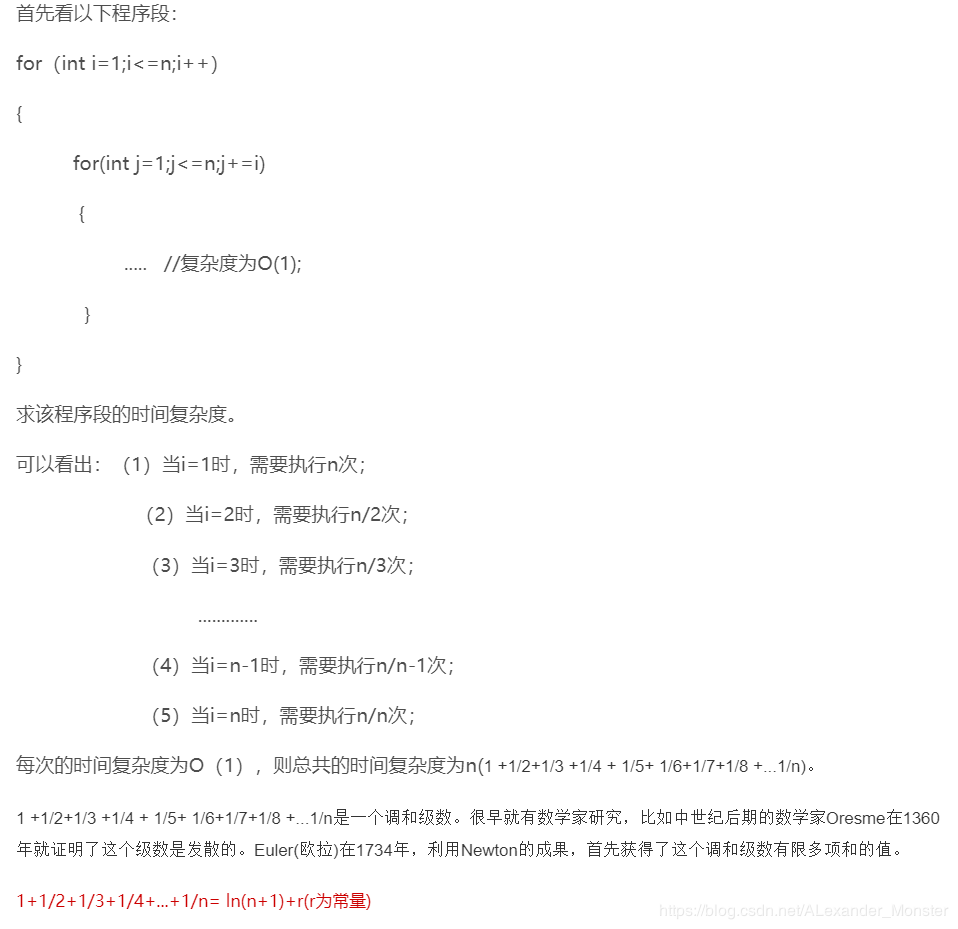 首先看以下程序段：
for（int i=1;i<=n;i++）
{
for(int j=1;j<=n;j+=i)
{
..... //复杂度为O(1);
}
}
求该程序段的时间复杂度。
可以看出：（1）当i=1时，需要执行n次；
（2）当i=2时，需要执行n/2次；
（3）当i=3时，需要执行n/3次；
.............
（4）当i=n-1时，需要执行n/n-1次；
（5）当i=n时，需要执行n/n次；
每次的时间复杂度为O（1），则总共的时间复杂度为n(1 +1/2+1/3 +1/4 + 1/5+ 1/6+1/7+1/8 +...1/n)。
1 +1/2+1/3 +1/4 + 1/5+ 1/6+1/7+1/8 +...1/n是一个调和级数。很早就有数学家研究，比如中世纪后期的数学家Oresme在1360
年就证明了这个级数是发散的。Euler(欧拉)在1734年，利用Newton的成果，首先获得了这个调和级数有限多项和的值。
1+1/2+1/3+1/4+...+1/n= ln(n+1)+r(r为常量)
https://blog.csdn.net/ALexander_Monster